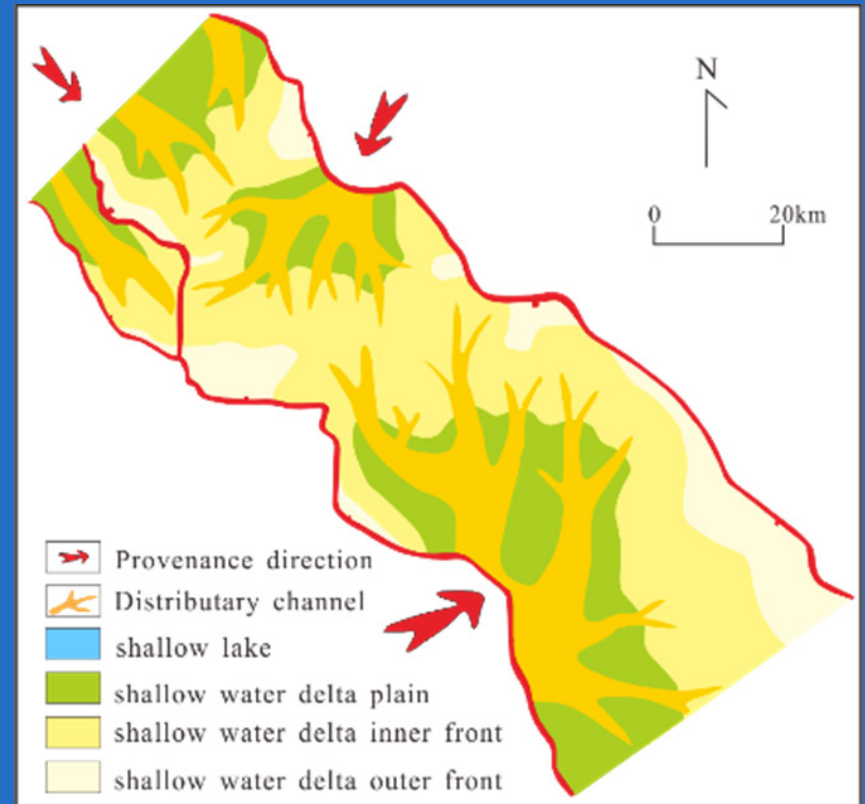 N
0 20km
Provenance direction
Distributary channel
shallow lake
shallow water delta plain
shallow water delta inner front
shallow water delta outer front